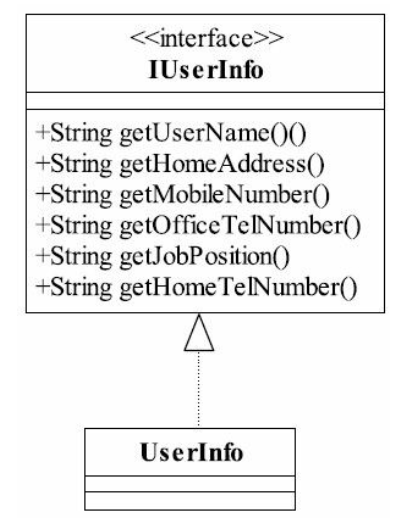 <<interface>>
IUserInfo
+String getUserName()()
+String getHomeAddress()
+String getMobileNumber()
+String getOfficeTelNumber()
+String getJobPosition()
+String getHomeTelNumber()
UserInfo